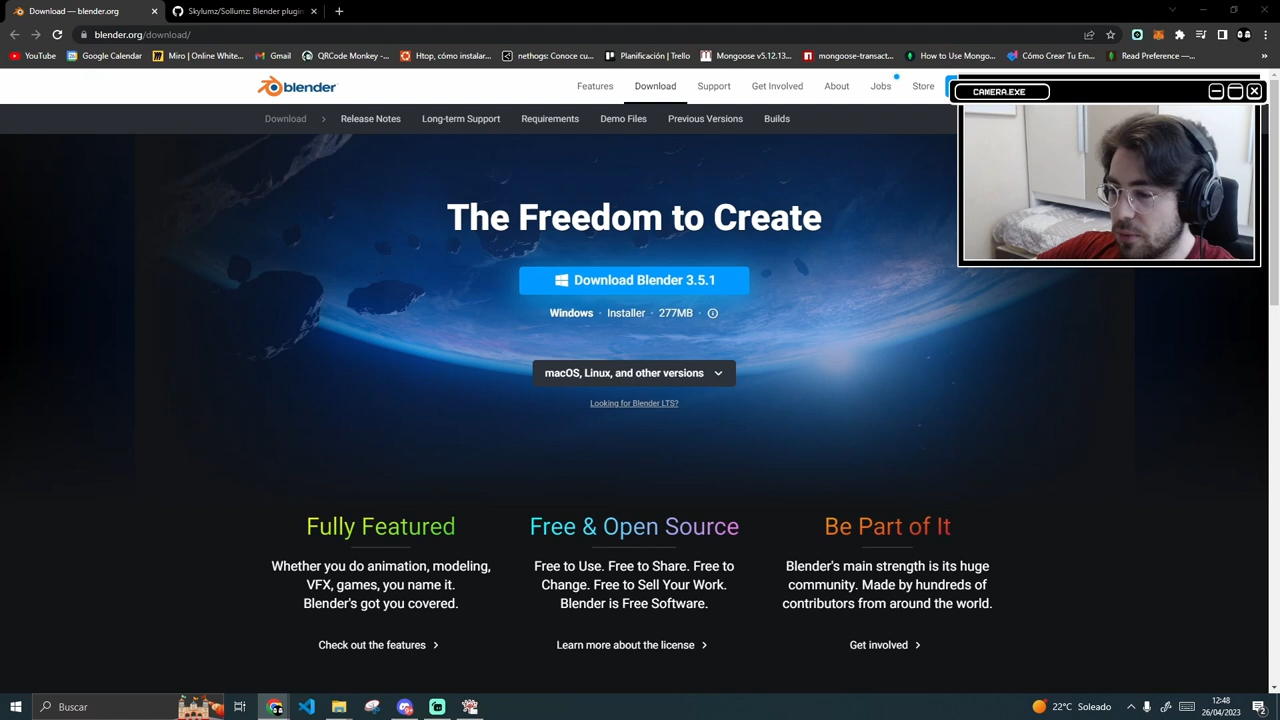 Download — blender.org
Skylumz/Sollumz: Blender plugin
blender.org/download/
YouTube
Google Calendar
Miro | Online White...
Gmail
QRCode Monkey -...
Htop, cómo instalar...
nethogs: Conoce cu...
Planificación | Trello
Mongoose v5.12.13...
mongoose-transact...
How to Use Mongo...
Cómo Crear Tu Em...
Read Preference —...
blender
Features
Download
Support
Get Involved
About
Jobs
Store
CAMERA.EXE
Download
Release Notes
Long-term Support
Requirements
Demo Files
Previous Versions
Builds
The Freedom to Create
Download Blender 3.5.1
Windows · Installer · 277MB ·
macOS, Linux, and other versions
Looking for Blender LTS?
Fully Featured
Whether you do animation, modeling,
VFX, games, you name it.
Blender's got you covered.
Check out the features
Free & Open Source
Free to Use. Free to Share. Free to
Change. Free to Sell Your Work.
Blender is Free Software.
Learn more about the license
Be Part of It
Blender's main strength is its huge
community. Made by hundreds of
contributors from around the world.
Get involved
Buscar
22°C Soleado
12:48
26/04/2023
2